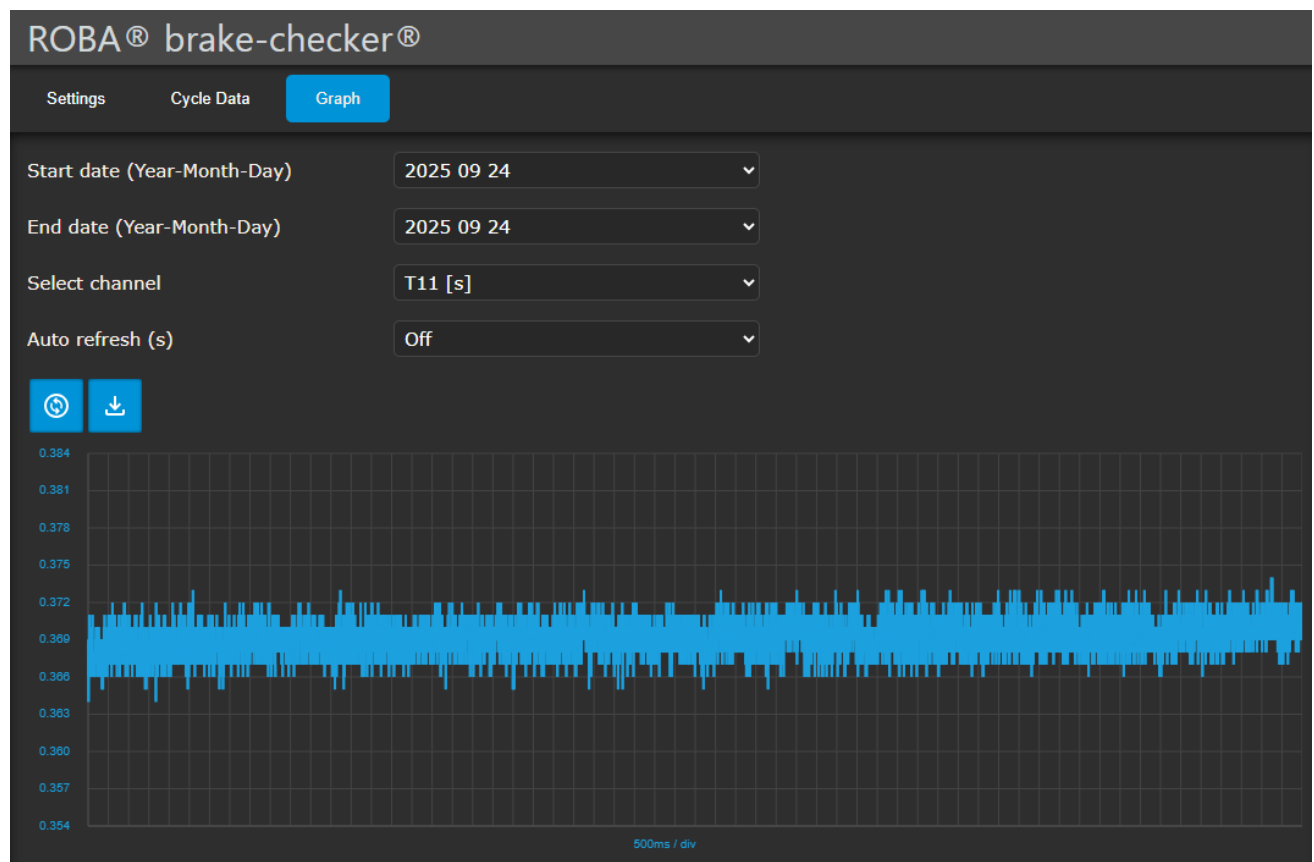 ROBA® brake-checker®
Settings Cycle Data Graph
Start date (Year-Month-Day) 2025 09 24
End date (Year-Month-Day) 2025 09 24
Select channel T11 [s]
Auto refresh (s) Off
0.384
0.381
0.378
0.375
0.372
0.369
0.366
0.363
0.360
0.357
0.354
500ms / div